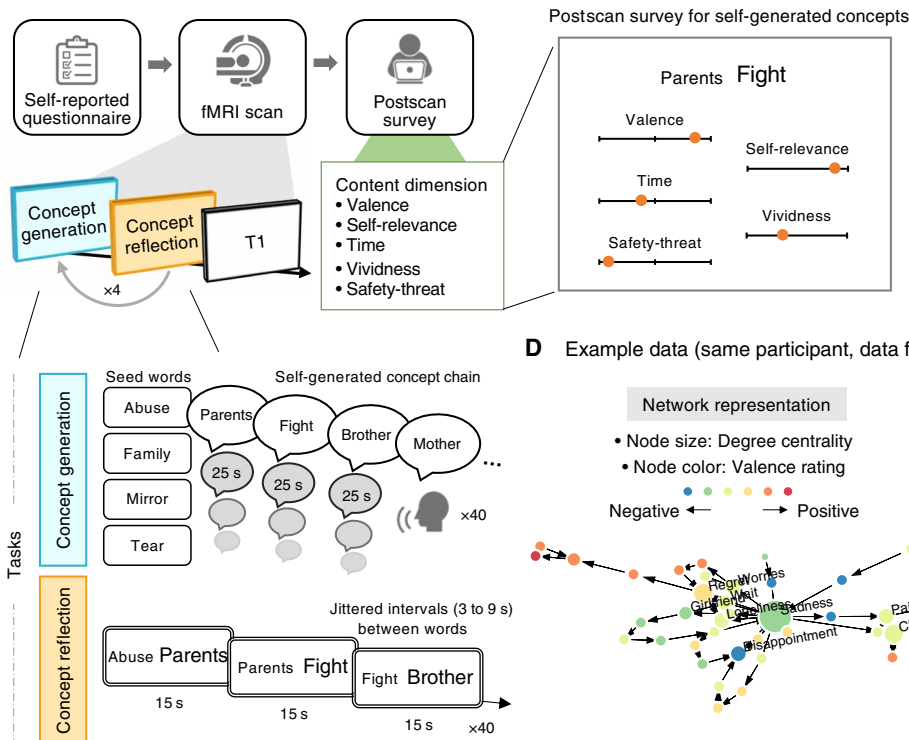 Postscan survey for self-generated concepts
Self-reported
questionnaire
fMRI scan
Postscan
survey
Parents Fight
Valence
Self-relevance
Time
Vividness
Safety-threat
Concept
generation
Concept
reflection
T1
×4
Content dimension
• Valence
• Self-relevance
• Time
• Vividness
• Safety-threat
Tasks
Concept generation
Seed words
Self-generated concept chain
Abuse
Family
Mirror
Tear
Parents
Fight
Brother
Mother
...
25 s
25 s
25 s
×40
Concept reflection
Jittered intervals (3 to 9 s)
between words
Abuse Parents
Parents Fight
Fight Brother
15 s
15 s
15 s
×40
D Example data (same participant, data f
Network representation
• Node size: Degree centrality
• Node color: Valence rating
Negative
Positive
Regret
Worries
Wait
Girlfriend
Loneliness
Sadness
Disappointment
Pai